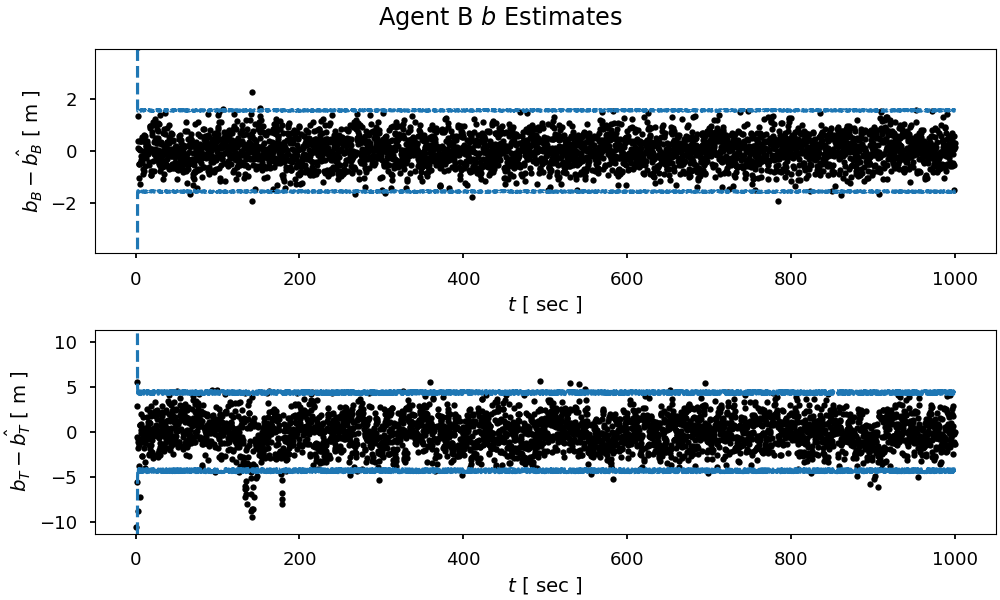 Agent B b Estimates
b_B − b̂_B [ m ]
2
0
−2
0 200 400 600 800 1000
t [ sec ]
b_T − b̂_T [ m ]
10
5
0
−5
−10
0 200 400 600 800 1000
t [ sec ]